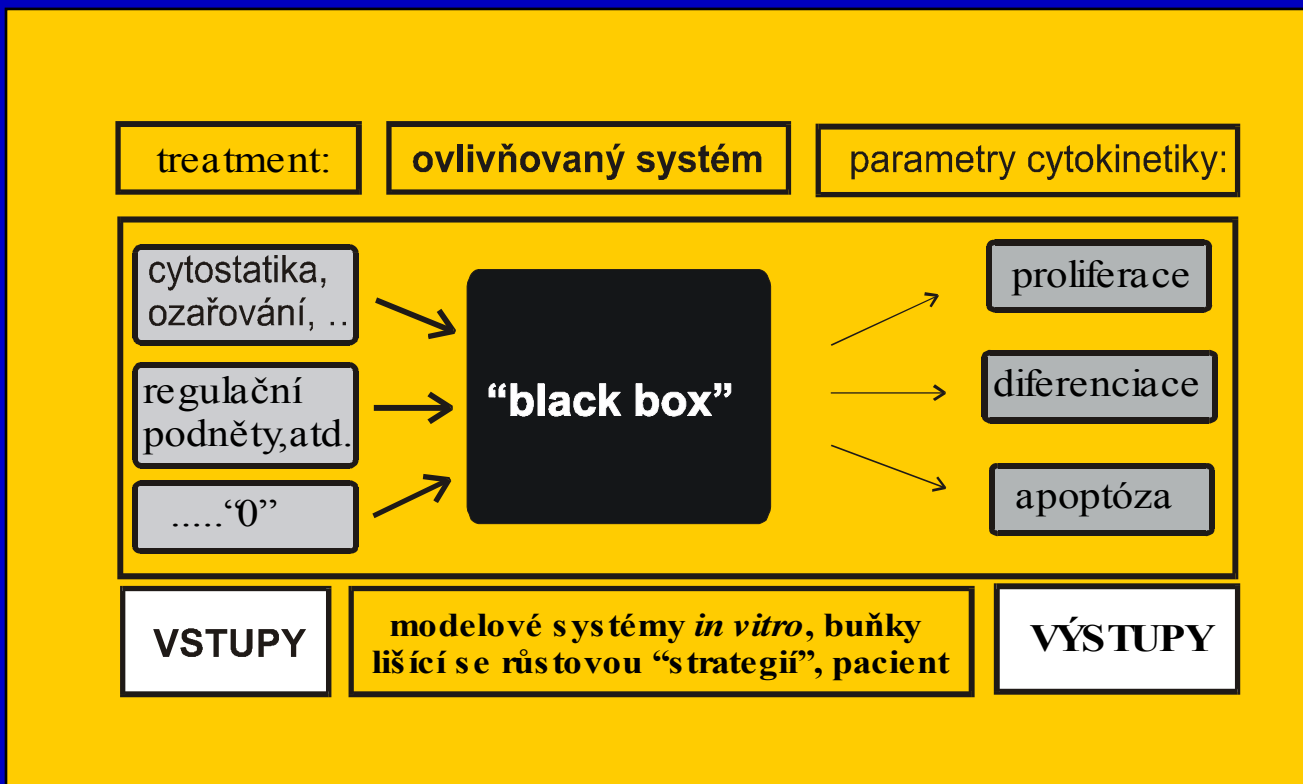 treatment:
ovlivňovaný systém
parametry cytokinetiky:
cytostatika,
ozařování, ..
regulační
podněty,atd.
.....“0”
“black box”
proliferace
diferenciace
apoptóza
VSTUPY
modelové systémy in vitro, buňky
lišící se růstovou “strategií”, pacient
VÝSTUPY